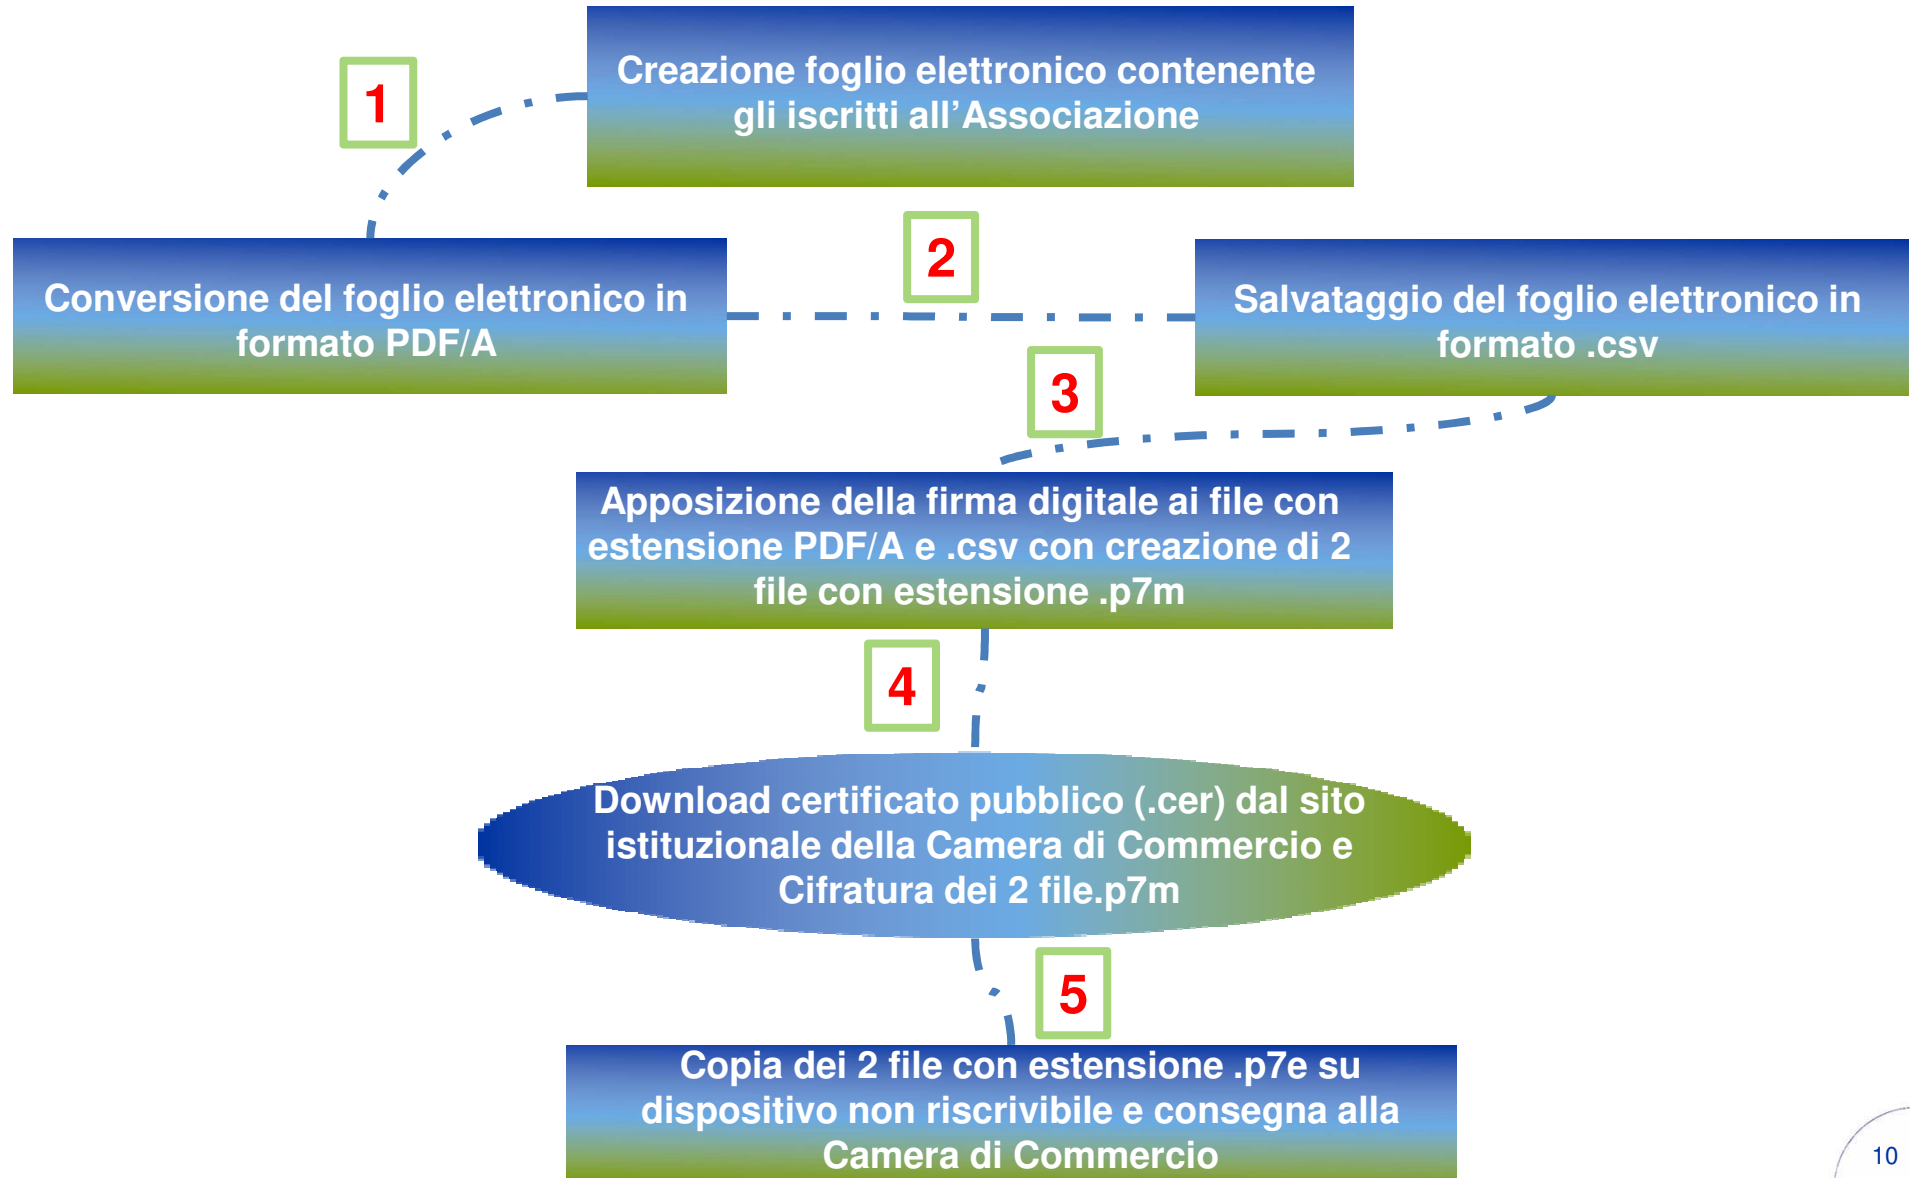 Creazione foglio elettronico contenente
gli iscritti all’Associazione
1
Conversione del foglio elettronico in
formato PDF/A
2
Salvataggio del foglio elettronico in
formato .csv
3
Apposizione della firma digitale ai file con
estensione PDF/A e .csv con creazione di 2
file con estensione .p7m
4
Download certificato pubblico (.cer) dal sito
istituzionale della Camera di Commercio e
Cifratura dei 2 file.p7m
5
Copia dei 2 file con estensione .p7e su
dispositivo non riscrivibile e consegna alla
Camera di Commercio
10